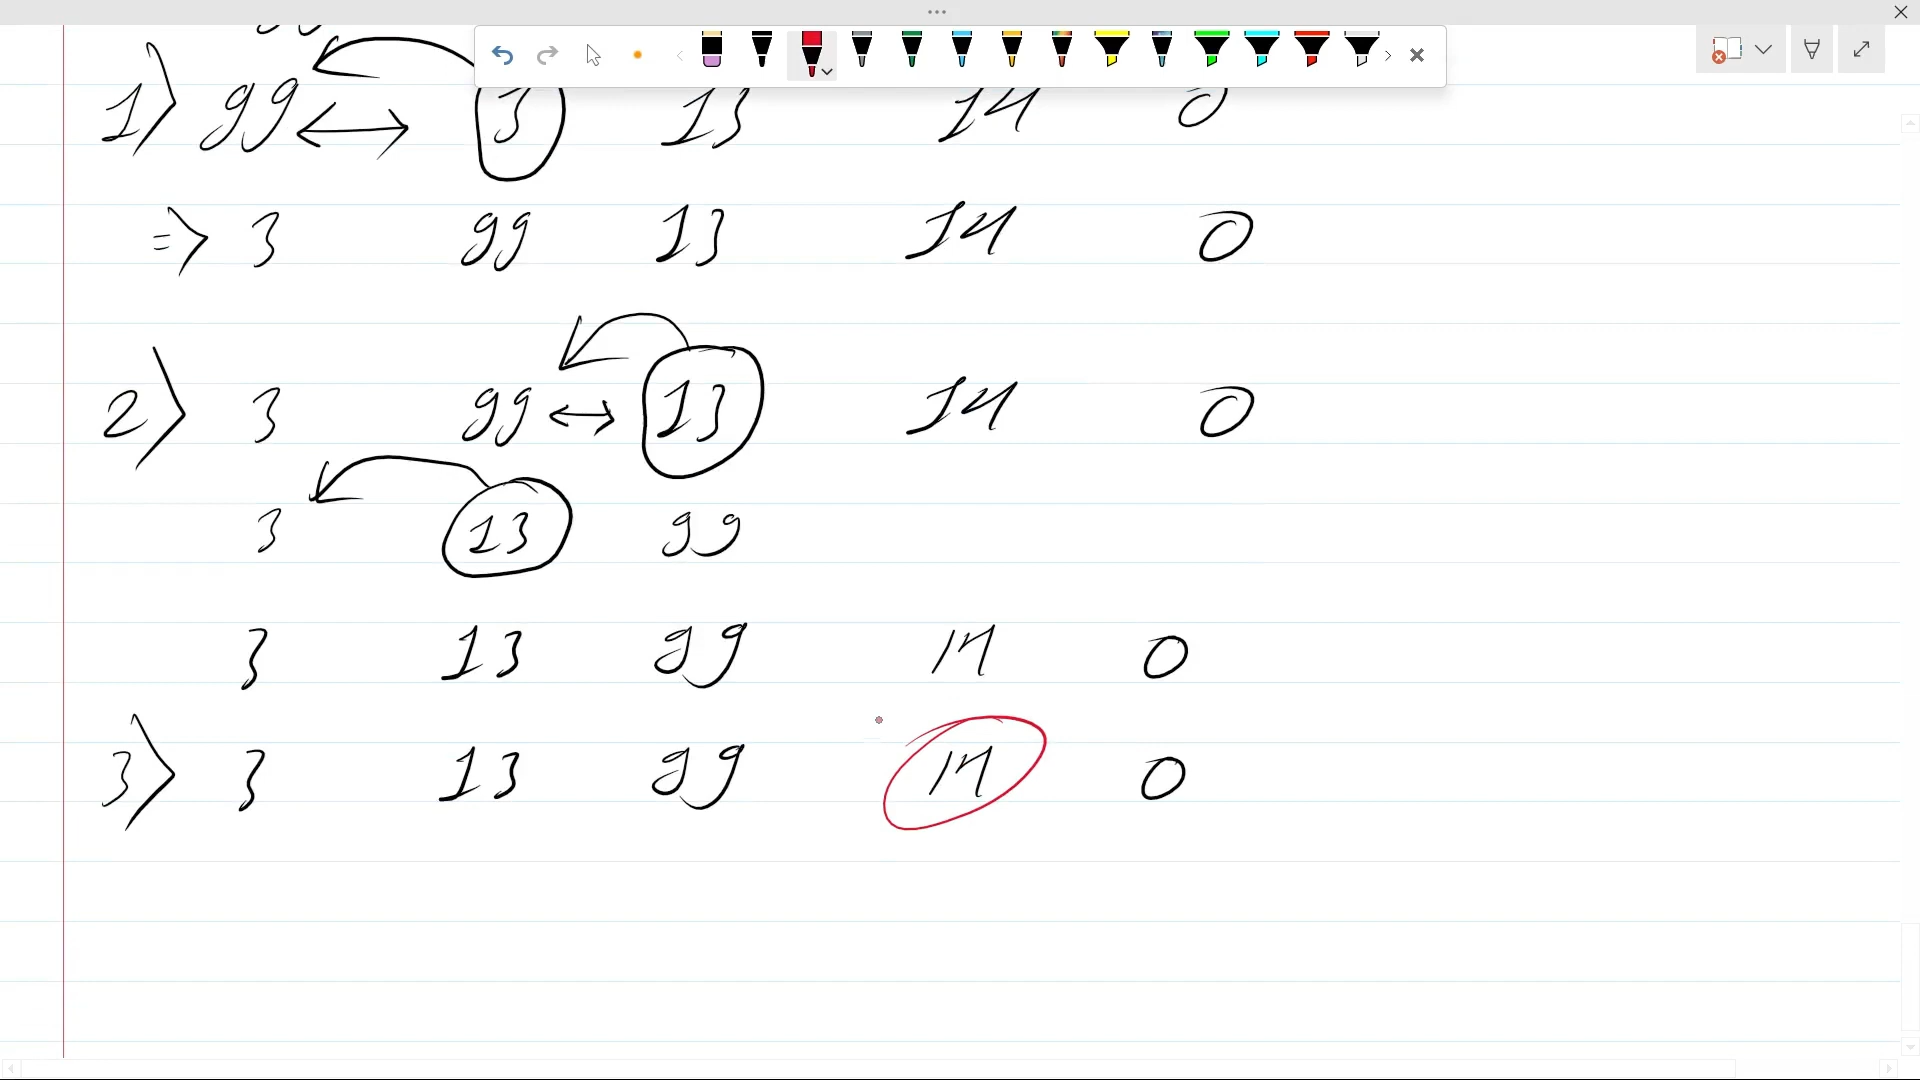 1) 99 3 13 14 0
=> 3 99 13 14 0
2) 3 99 13 14 0
3 13 99
3 13 99 14 0
3) 3 13 99 14 0